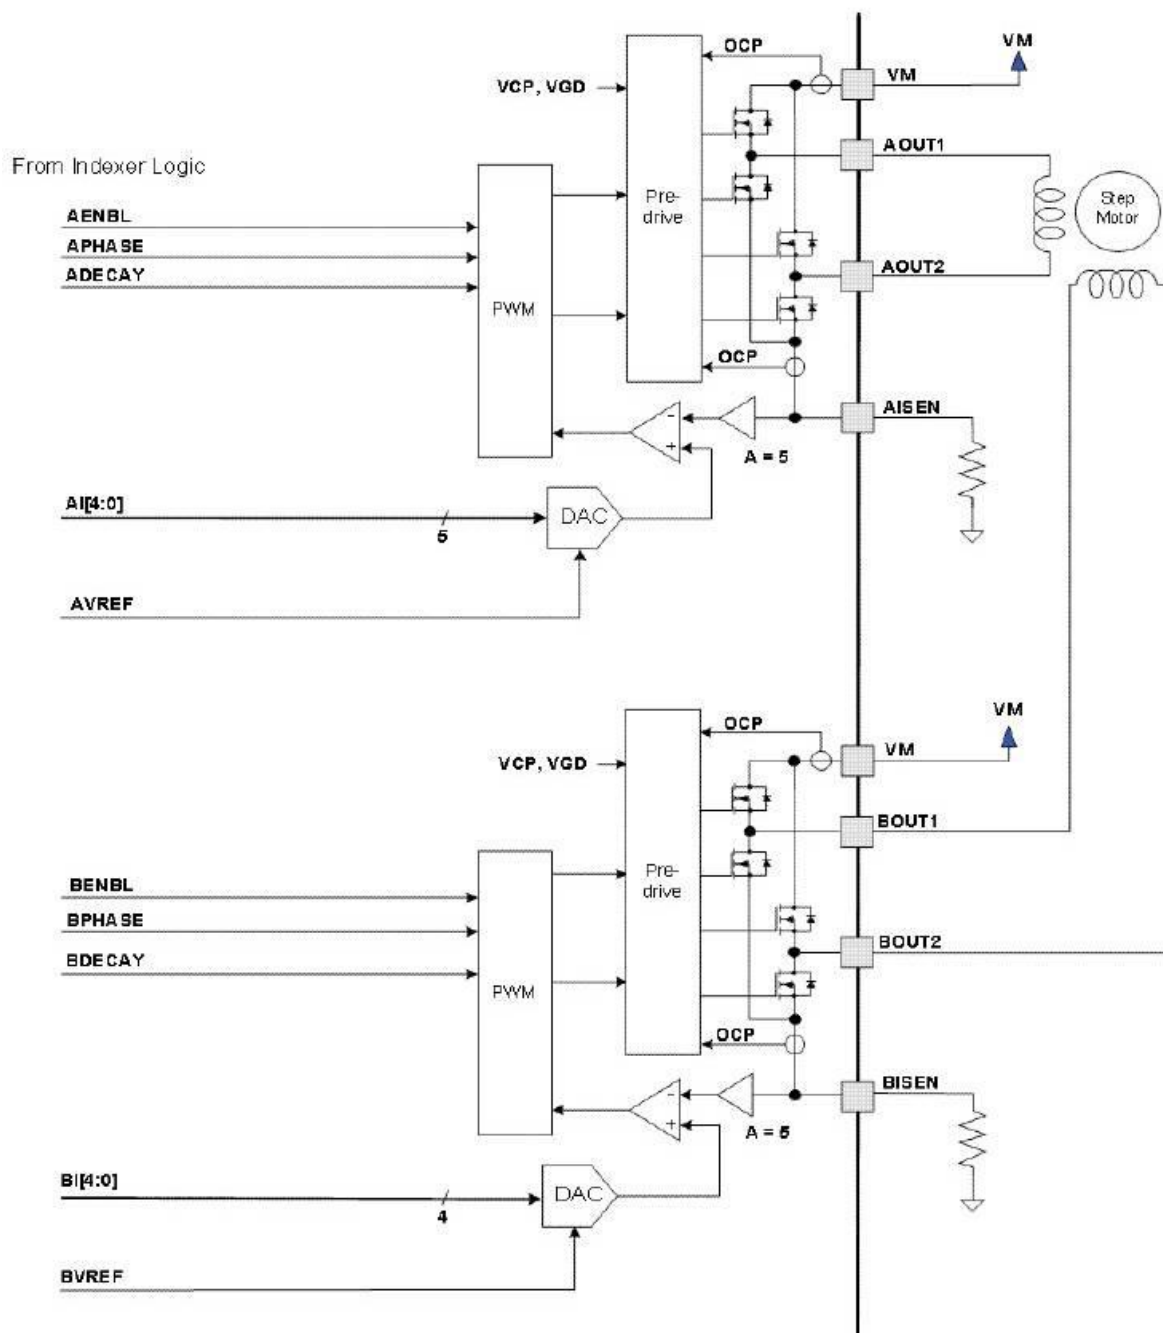 VM
OCP
VM
VCP, VGD
AOUT1
From Indexer Logic
Pre-
drive
Step
Motor
AENBL
APHASE
ADECAY
AOUT2
PWM
OCP
AISEN
-
+
A = 5
AI[4:0]
5
DAC
AVREF
VM
OCP
VM
VCP, VGD
BOUT1
Pre-
drive
BENBL
BPHASE
BDECAY
BOUT2
PWM
OCP
BISEN
-
+
A = 5
BI[4:0]
4
DAC
BVREF